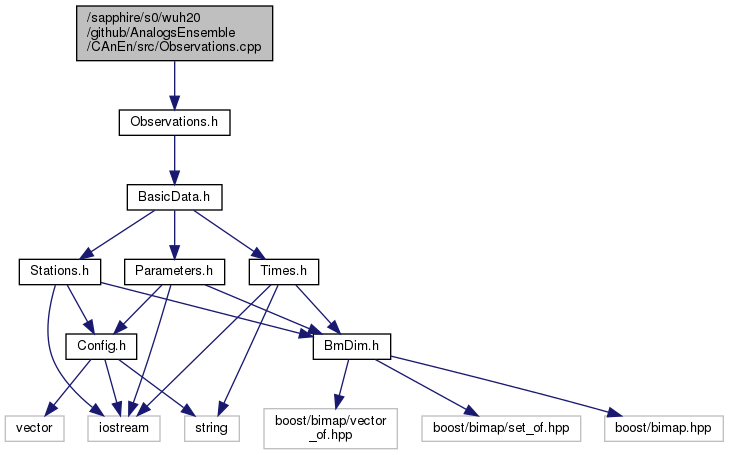 /sapphire/s0/wuh20
/github/AnalogsEnsemble
/CAnEn/src/Observations.cpp
Observations.h
BasicData.h
Stations.h
Parameters.h
Times.h
Config.h
BmDim.h
vector
iostream
string
boost/bimap/vector
_of.hpp
boost/bimap/set_of.hpp
boost/bimap.hpp